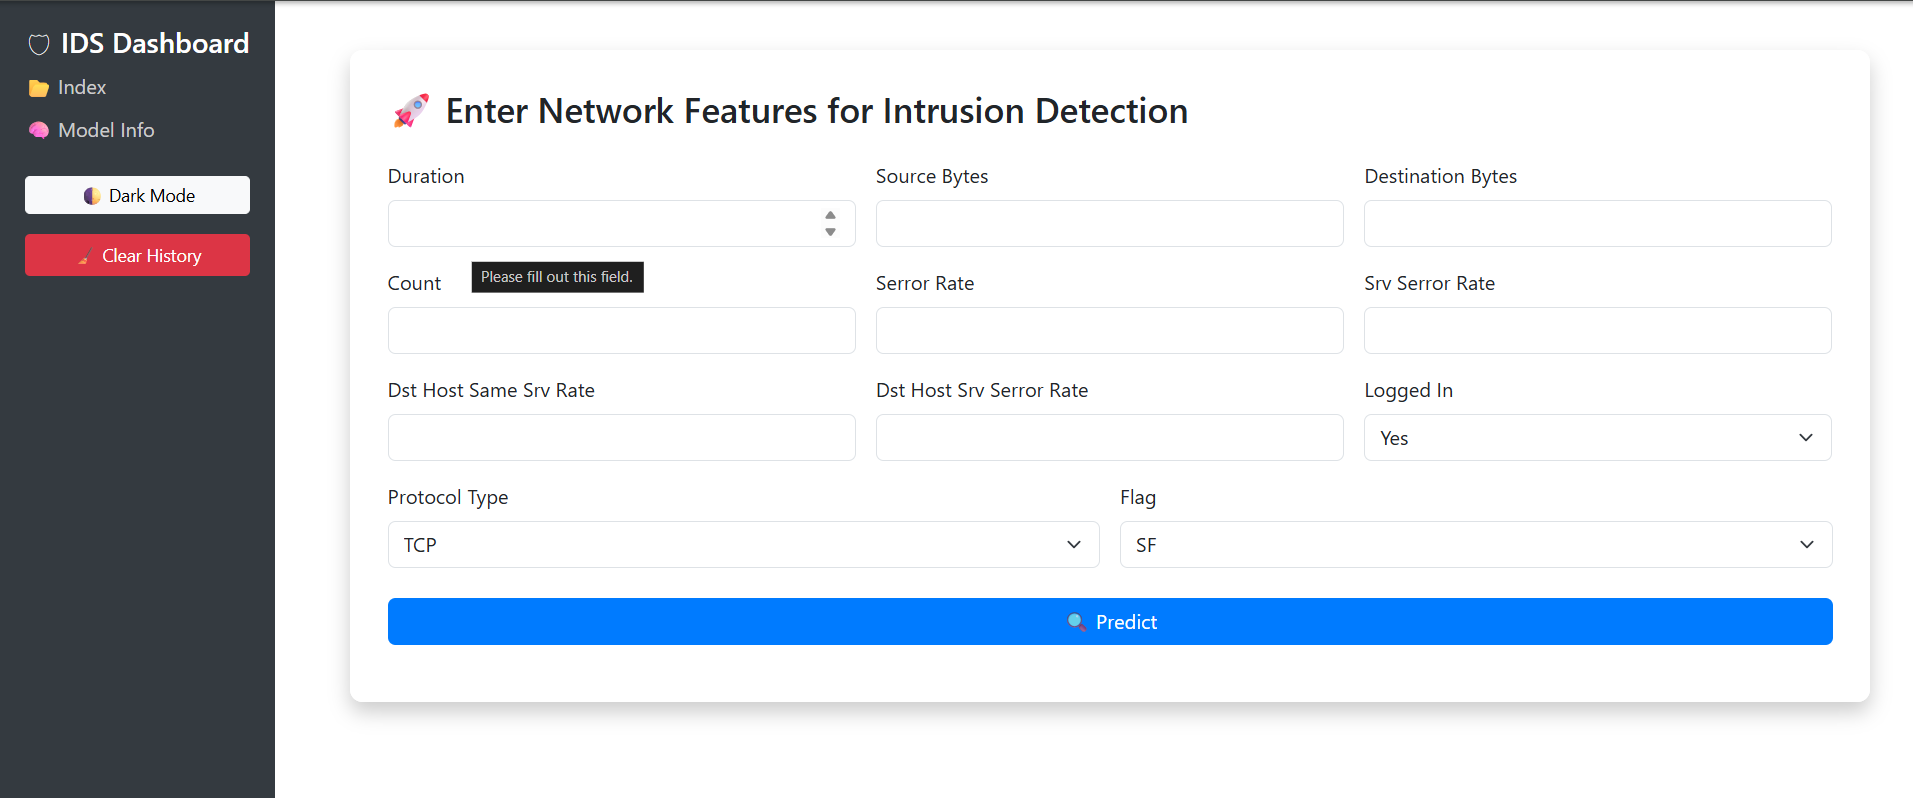 IDS Dashboard
Index
Model Info
Dark Mode
Clear History
Enter Network Features for Intrusion Detection
Duration
Source Bytes
Destination Bytes
Please fill out this field.
Count
Serror Rate
Srv Serror Rate
Dst Host Same Srv Rate
Dst Host Srv Serror Rate
Logged In
Yes
Protocol Type
Flag
TCP
SF
Predict